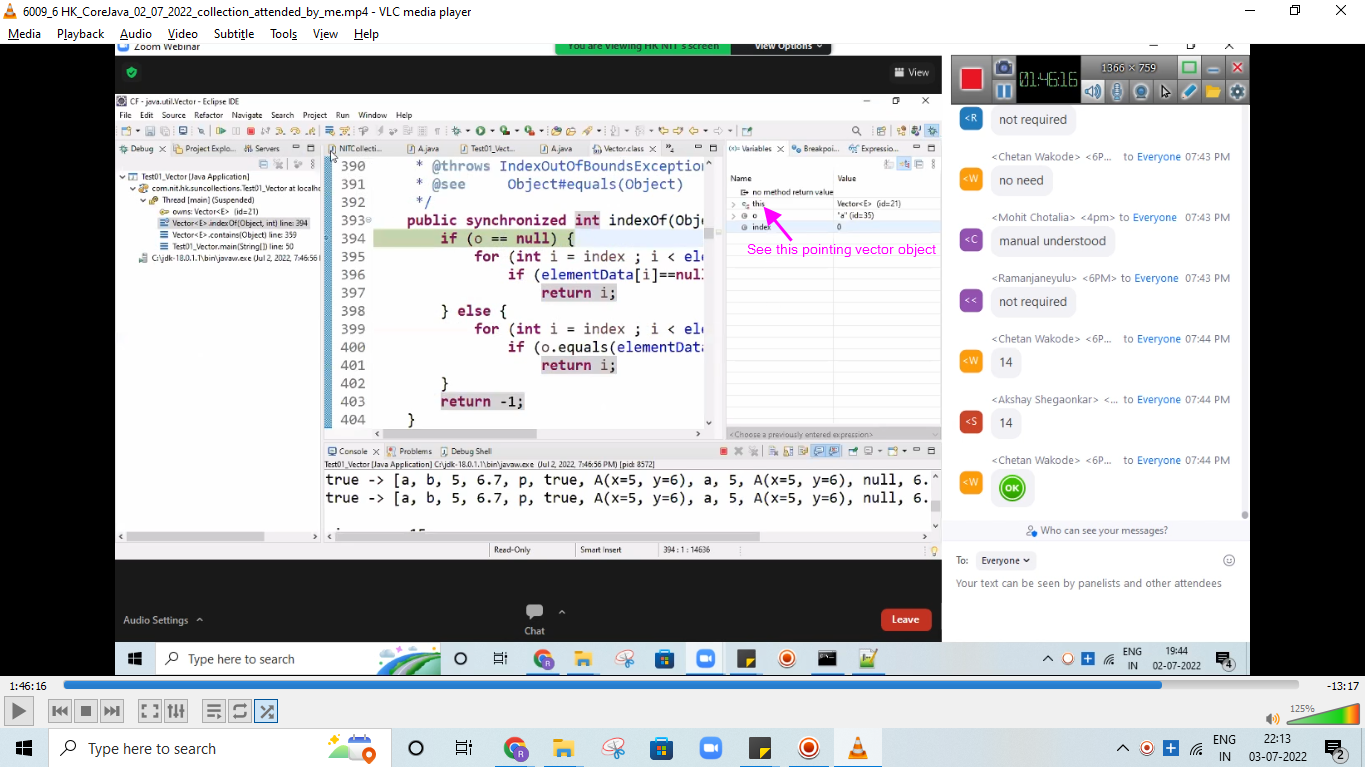 6009_6 HK_CoreJava_02_07_2022_collection_attended_by_me.mp4 - VLC media player
Media Playback Audio Video Subtitle Tools View Help
Zoom Webinar
You are viewing HK NIT's screen
View Options
View
CF - java.util.Vector - Eclipse IDE
File Edit Source Refactor Navigate Search Project Run Window Help
Debug
Project Explo...
Servers
Test01_Vector [Java Application]
com.nit.hk.suncollections.Test01_Vector at localho
Thread [main] (Suspended)
owns: Vector<E> (id=21)
Vector<E>.indexOf(Object, int) line: 394
Vector<E>.contains(Object) line: 359
Test01_Vector.main(String[]) line: 50
C:\jdk-18.0.1.1\bin\javaw.exe (Jul 2, 2022, 7:46:56 P
NITCollecti...
A.java
Test01_Vect...
A.java
Vector.class
390 * @throws IndexOutOfBoundsException
391 * @see Object#equals(Object)
392 */
393 public synchronized int indexOf(Obj
394 if (o == null) {
395 for (int i = index ; i < ele
396 if (elementData[i]==null
397 return i;
398 } else {
399 for (int i = index ; i < ele
400 if (o.equals(elementData
401 return i;
402 }
403 return -1;
404 }
Variables
Breakpoi...
Expressio...
Name Value
no method return value
this Vector<E> (id=21)
o "a" (id=35)
index 0
See this pointing vector object
<Choose a previously entered expression>
Console
Problems
Debug Shell
Test01_Vector [Java Application] C:\jdk-18.0.1.1\bin\javaw.exe (Jul 2, 2022, 7:46:56 PM) [pid: 8572]
true -> [a, b, 5, 6.7, p, true, A(x=5, y=6), a, 5, A(x=5, y=6), null, 6.
true -> [a, b, 5, 6.7, p, true, A(x=5, y=6), a, 5, A(x=5, y=6), null, 6.
Read-Only
Smart Insert
394 : 1 : 14636
Audio Settings
Chat
Leave
01:46:16
1366 × 759
<R
not required
<Chetan Wakode> <6P... to Everyone 07:43 PM
<W
no need
<Mohit Chotalia> <4pm> to Everyone 07:43 PM
<C
manual understood
<Ramanjaneyulu> <6PM> to Everyone 07:43 PM
<<
not required
<Chetan Wakode> <6P... to Everyone 07:44 PM
<W
14
<Akshay Shegaonkar> <... to Everyone 07:44 PM
<S
14
<Chetan Wakode> <6P... to Everyone 07:44 PM
<W
OK
Who can see your messages?
To: Everyone
Your text can be seen by panelists and other attendees
Type here to search
ENG
IN
19:44
02-07-2022
4
1:46:16
-13:17
125%
Type here to search
ENG
IN
22:13
03-07-2022
2